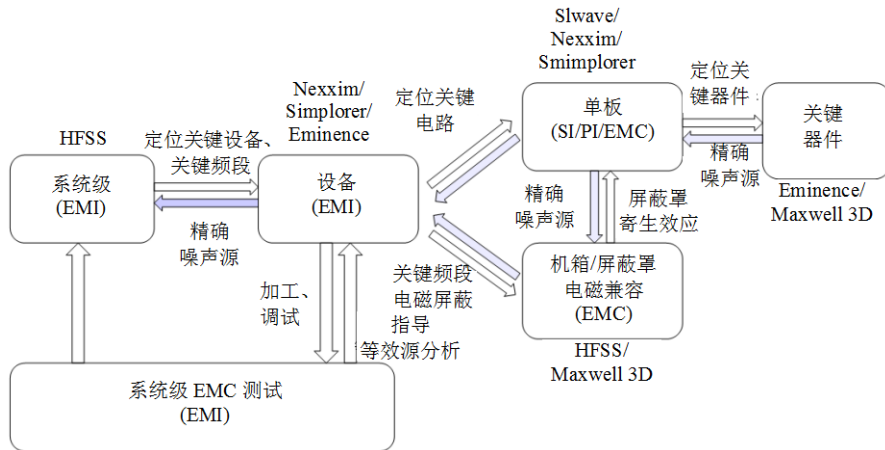 Slwave/
Nexxim/
Smimplorer
Nexxim/
Simplorer/
Eminence
定位关键
电路
单板
(SI/PI/EMC)
定位关
键器件
关键
器件
精确
噪声源
Eminence/
Maxwell 3D
HFSS
定位关键设备、
关键频段
系统级
(EMI)
设备
(EMI)
精确
噪声源
精确
噪声源
屏蔽罩
寄生效应
机箱/屏蔽罩
电磁兼容
(EMC)
HFSS/
Maxwell 3D
加工、
调试
关键频段
电磁屏蔽
指导
等效源分析
系统级 EMC 测试
(EMI)